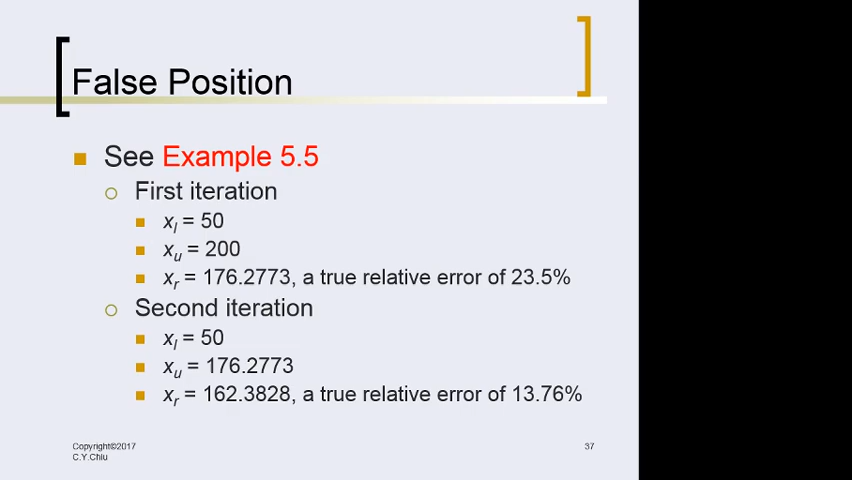 False Position
See Example 5.5
First iteration
xl = 50
xu = 200
xr = 176.2773, a true relative error of 23.5%
Second iteration
xl = 50
xu = 176.2773
xr = 162.3828, a true relative error of 13.76%
Copyright©2017
C.Y.Chiu
37